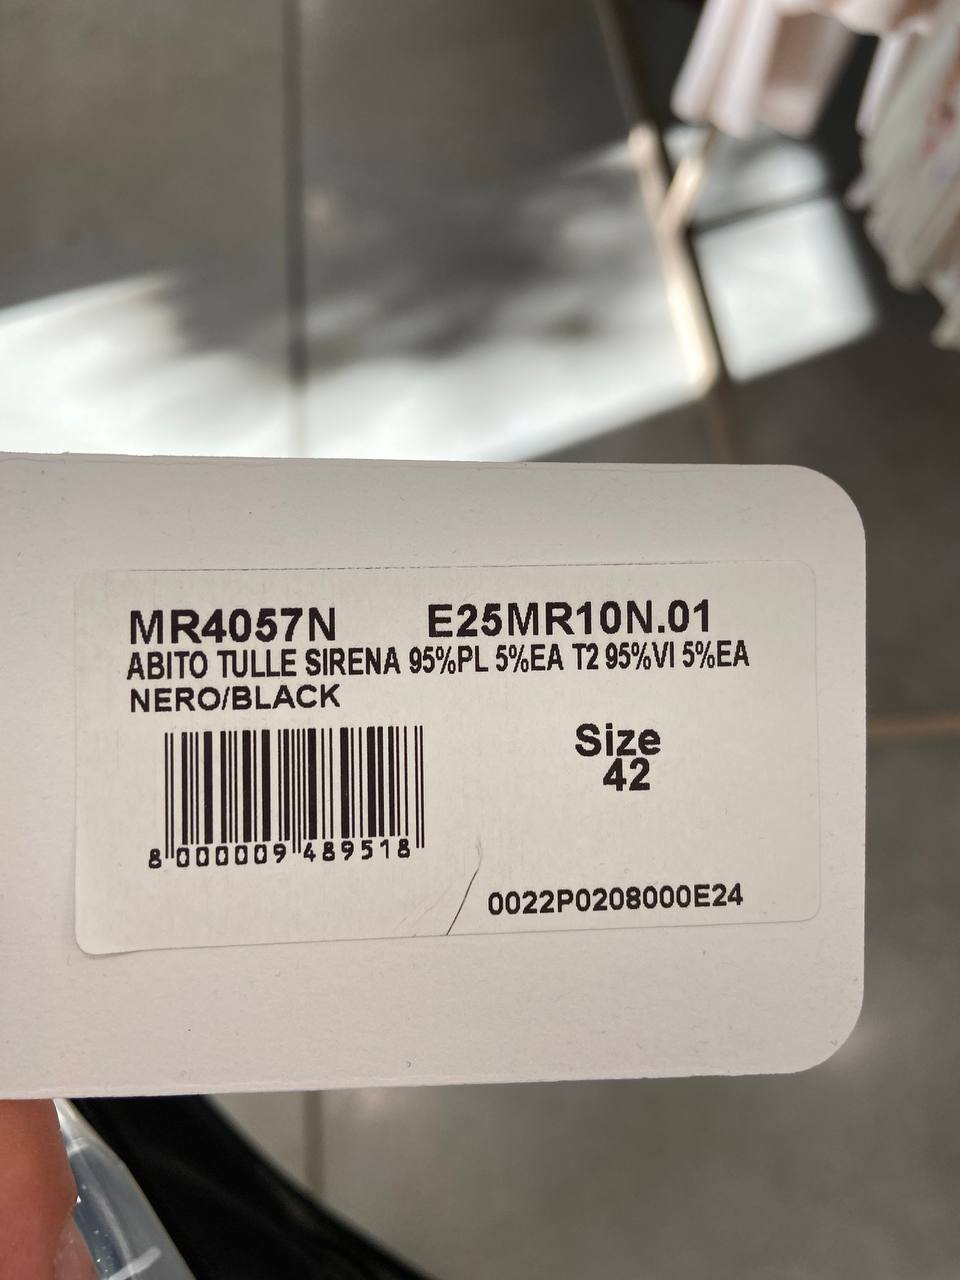 MR4057N E25MR10N.01
ABITO TULLE SIRENA 95%PL 5%EA T2 95%VI 5%EA
NERO/BLACK
Size
42
8 000009 489518
0022P0208000E24